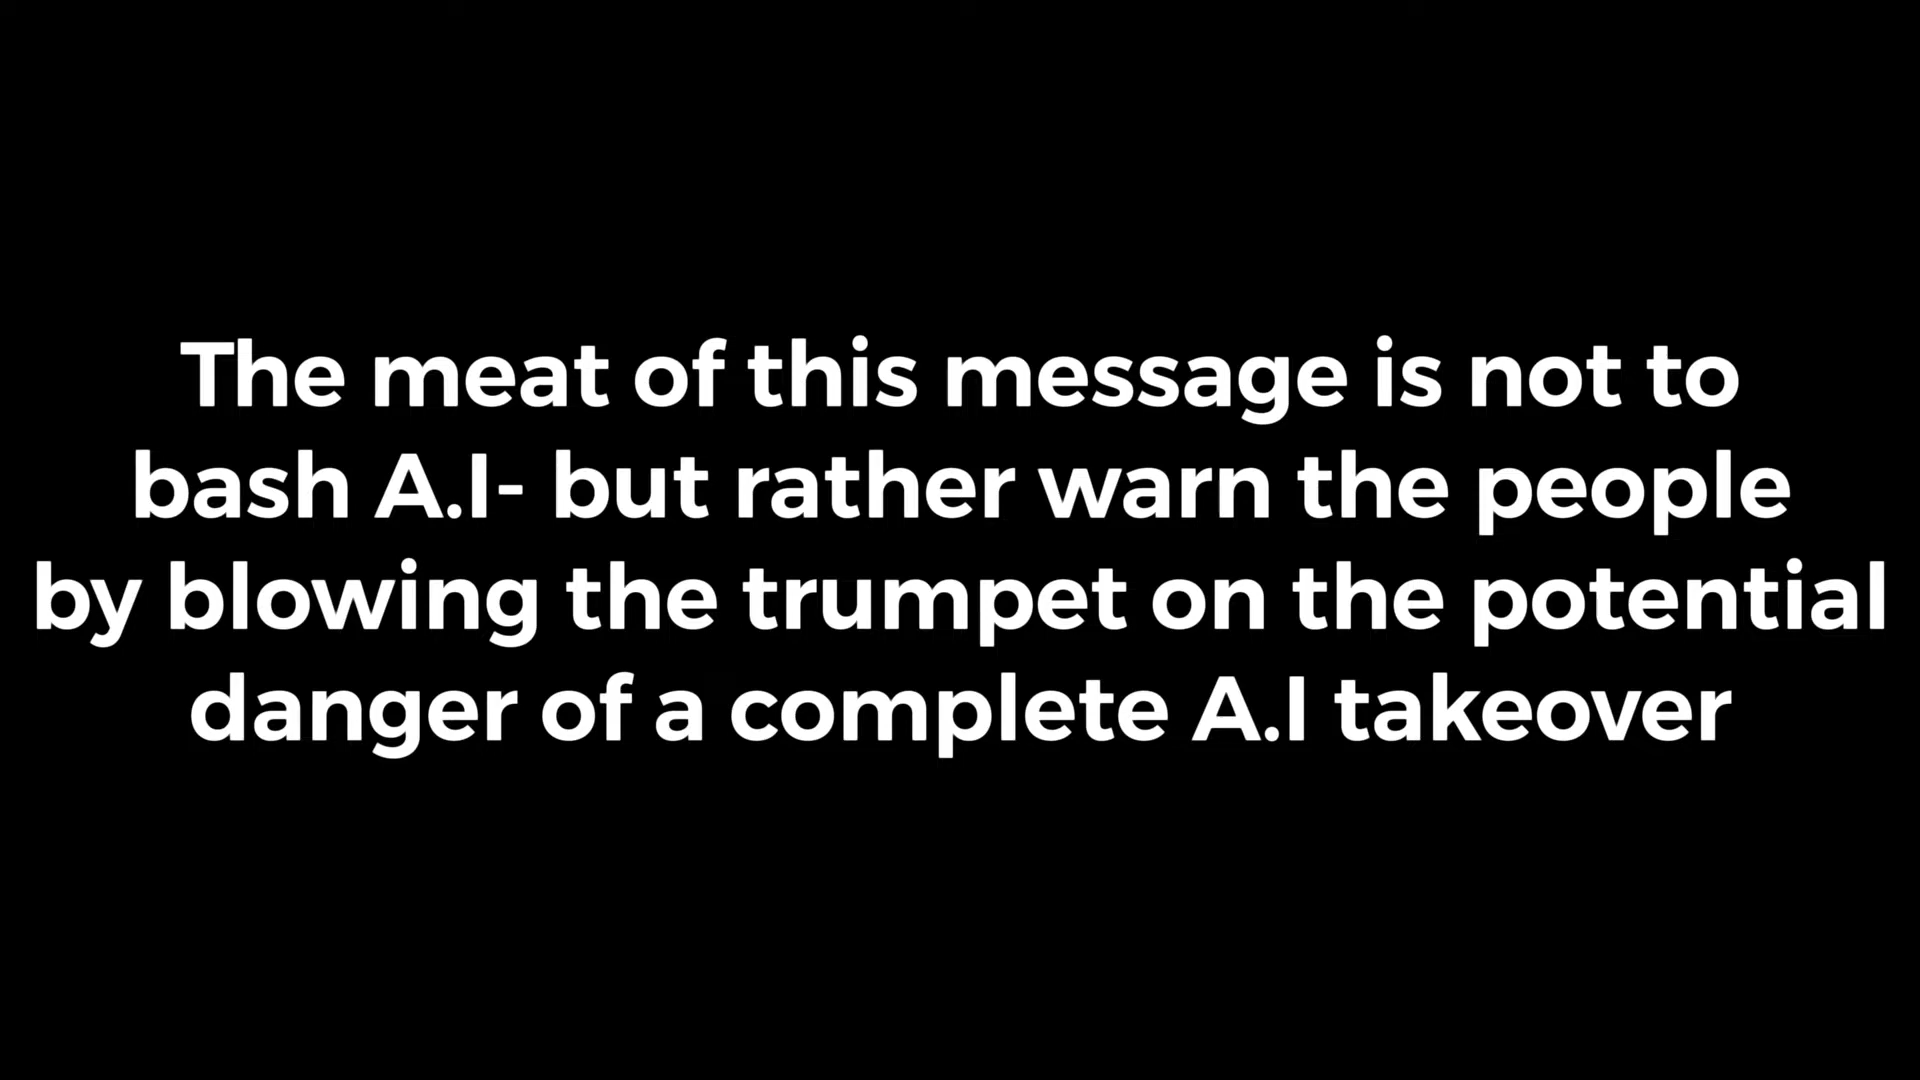 The meat of this message is not to
bash A.I- but rather warn the people
by blowing the trumpet on the potential
danger of a complete A.I takeover